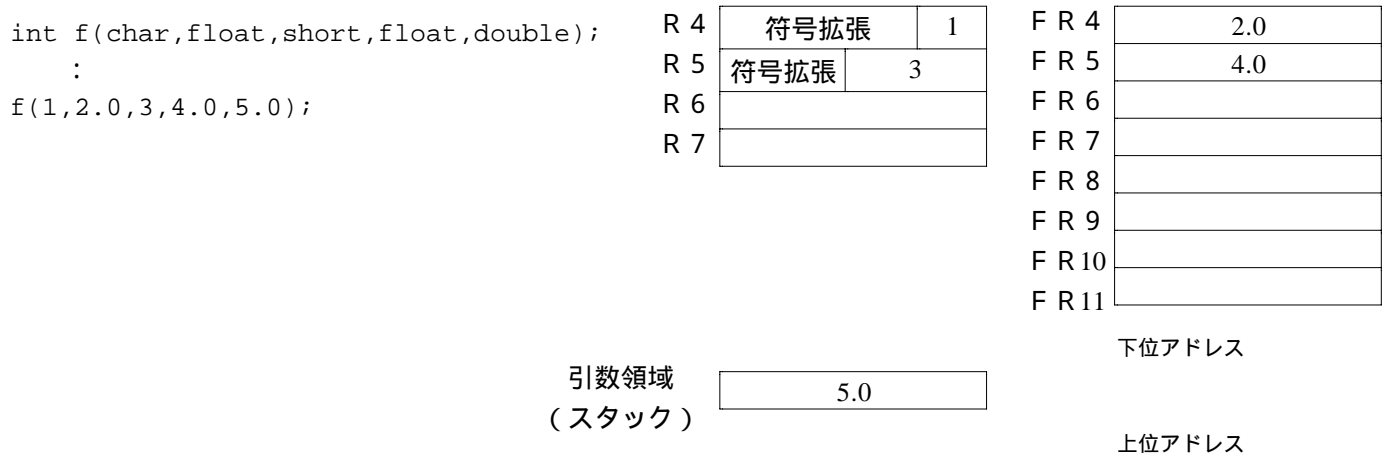 int f(char,float,short,float,double);
:
f(1,2.0,3,4.0,5.0);
R4 符号拡張 1
R5 符号拡張 3
R6
R7
FR4 2.0
FR5 4.0
FR6
FR7
FR8
FR9
FR10
FR11
下位アドレス
引数領域 5.0
(スタック)
上位アドレス